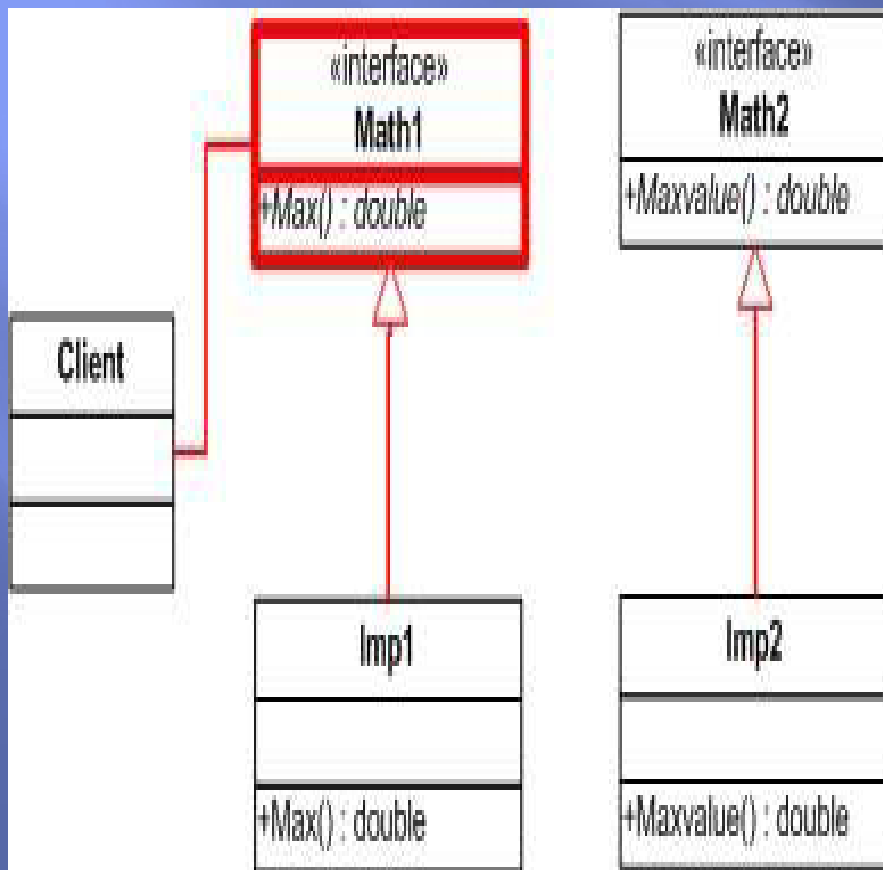 «interface»
Math1
+Max() : double
«interface»
Math2
+Maxvalue() : double
Client
Imp1
+Max() : double
Imp2
+Maxvalue() : double